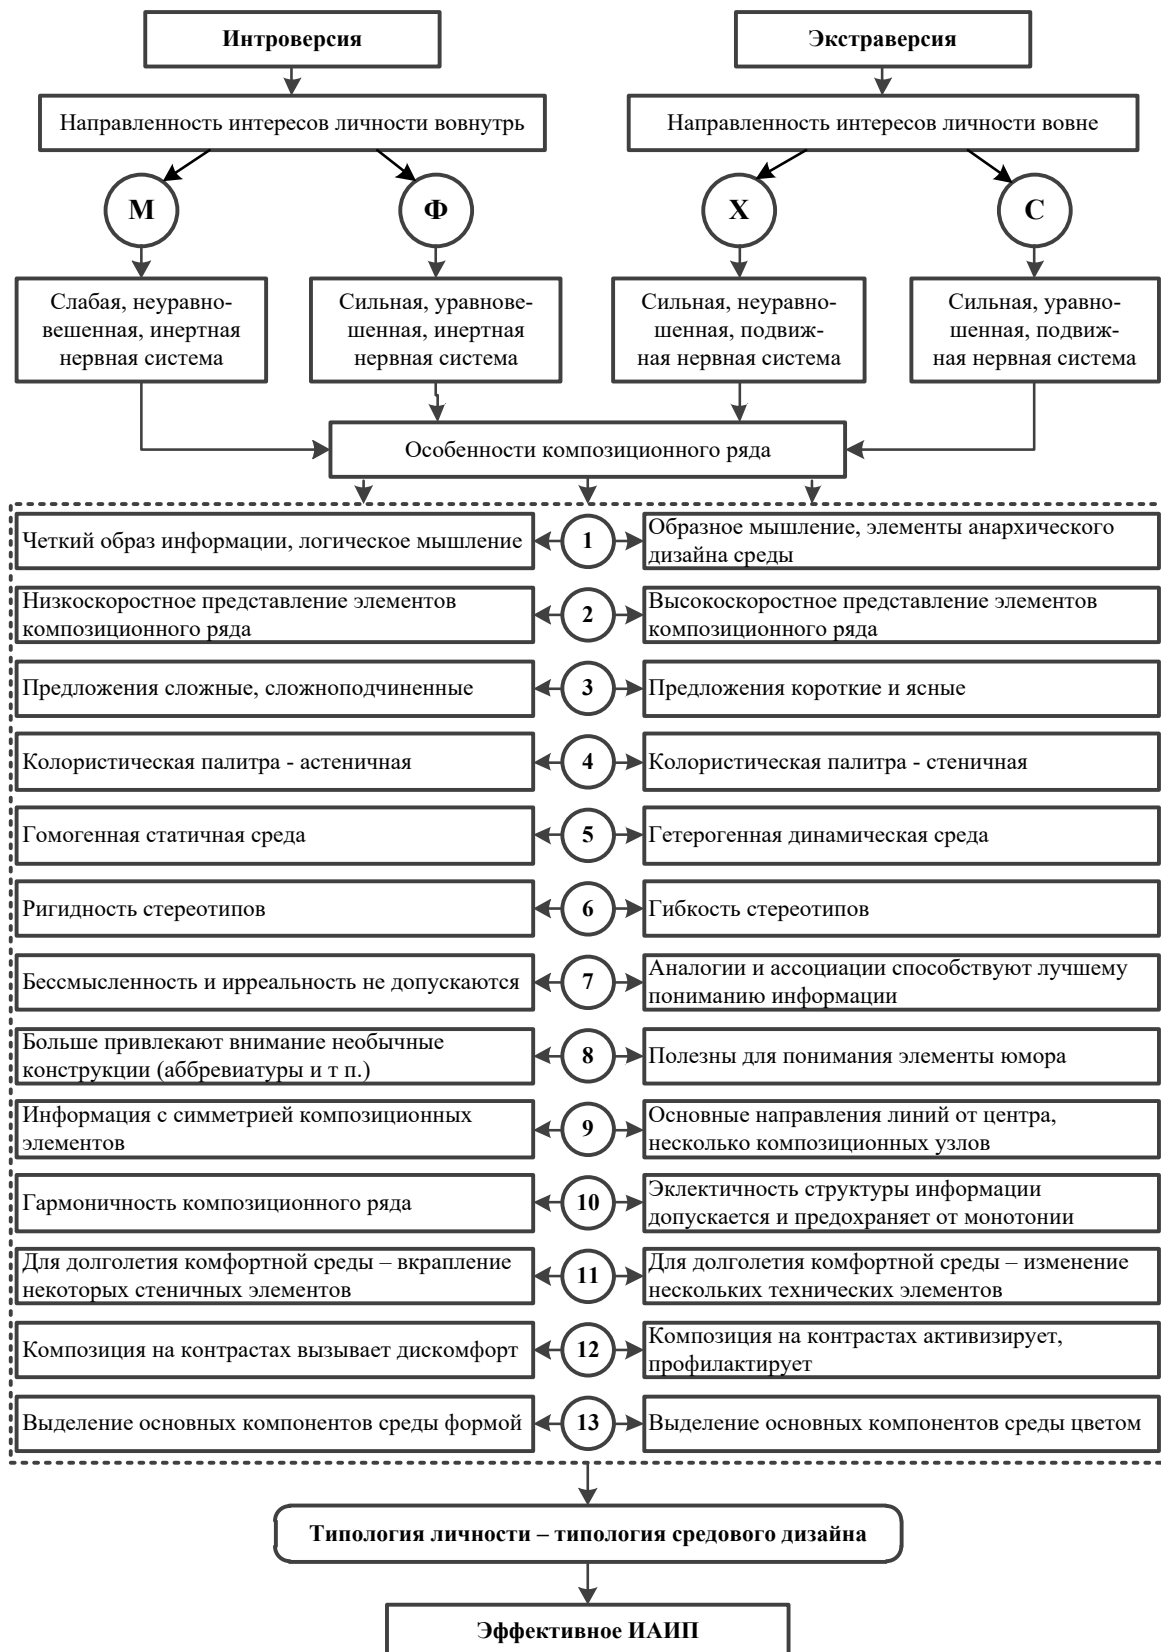 Интроверсия
Экстраверсия
Направленность интересов личности вовнутрь
Направленность интересов личности вовне
М
Ф
Х
С
Слабая, неуравно-
вешенная, инертная
нервная система
Сильная, уравнове-
шенная, инертная
нервная система
Сильная, неуравно-
шенная, подвиж-
ная нервная система
Сильная, уравно-
шенная, подвиж-
ная нервная система
Особенности композиционного ряда
Четкий образ информации, логическое мышление
1
Образное мышление, элементы анархического
дизайна среды
Низкоскоростное представление элементов
композиционного ряда
2
Высокоскоростное представление элементов
композиционного ряда
Предложения сложные, сложноподчиненные
3
Предложения короткие и ясные
Колористическая палитра - астеничная
4
Колористическая палитра - стеничная
Гомогенная статичная среда
5
Гетерогенная динамическая среда
Ригидность стереотипов
6
Гибкость стереотипов
Бессмысленность и ирреальность не допускаются
7
Аналогии и ассоциации способствуют лучшему
пониманию информации
Больше привлекают внимание необычные
конструкции (аббревиатуры и т п.)
8
Полезны для понимания элементы юмора
Информация с симметрией композиционных
элементов
9
Основные направления линий от центра,
несколько композиционных узлов
Гармоничность композиционного ряда
10
Эклектичность структуры информации
допускается и предохраняет от монотонии
Для долголетия комфортной среды – вкрапление
некоторых стеничных элементов
11
Для долголетия комфортной среды – изменение
нескольких технических элементов
Композиция на контрастах вызывает дискомфорт
12
Композиция на контрастах активизирует,
профилактирует
Выделение основных компонентов среды формой
13
Выделение основных компонентов среды цветом
Типология личности – типология средового дизайна
Эффективное ИАИП